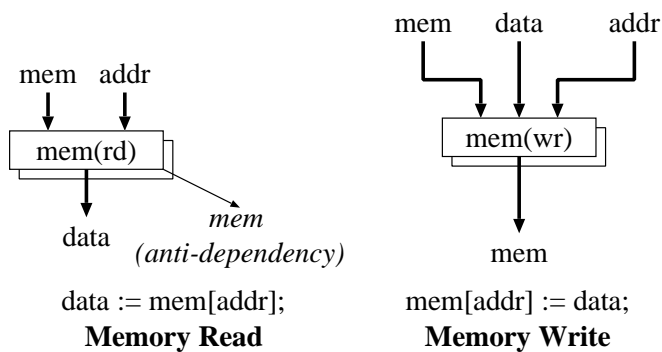 mem addr
mem(rd)
data
mem
(anti-dependency)
data := mem[addr];
Memory Read
mem data addr
mem(wr)
mem
mem[addr] := data;
Memory Write